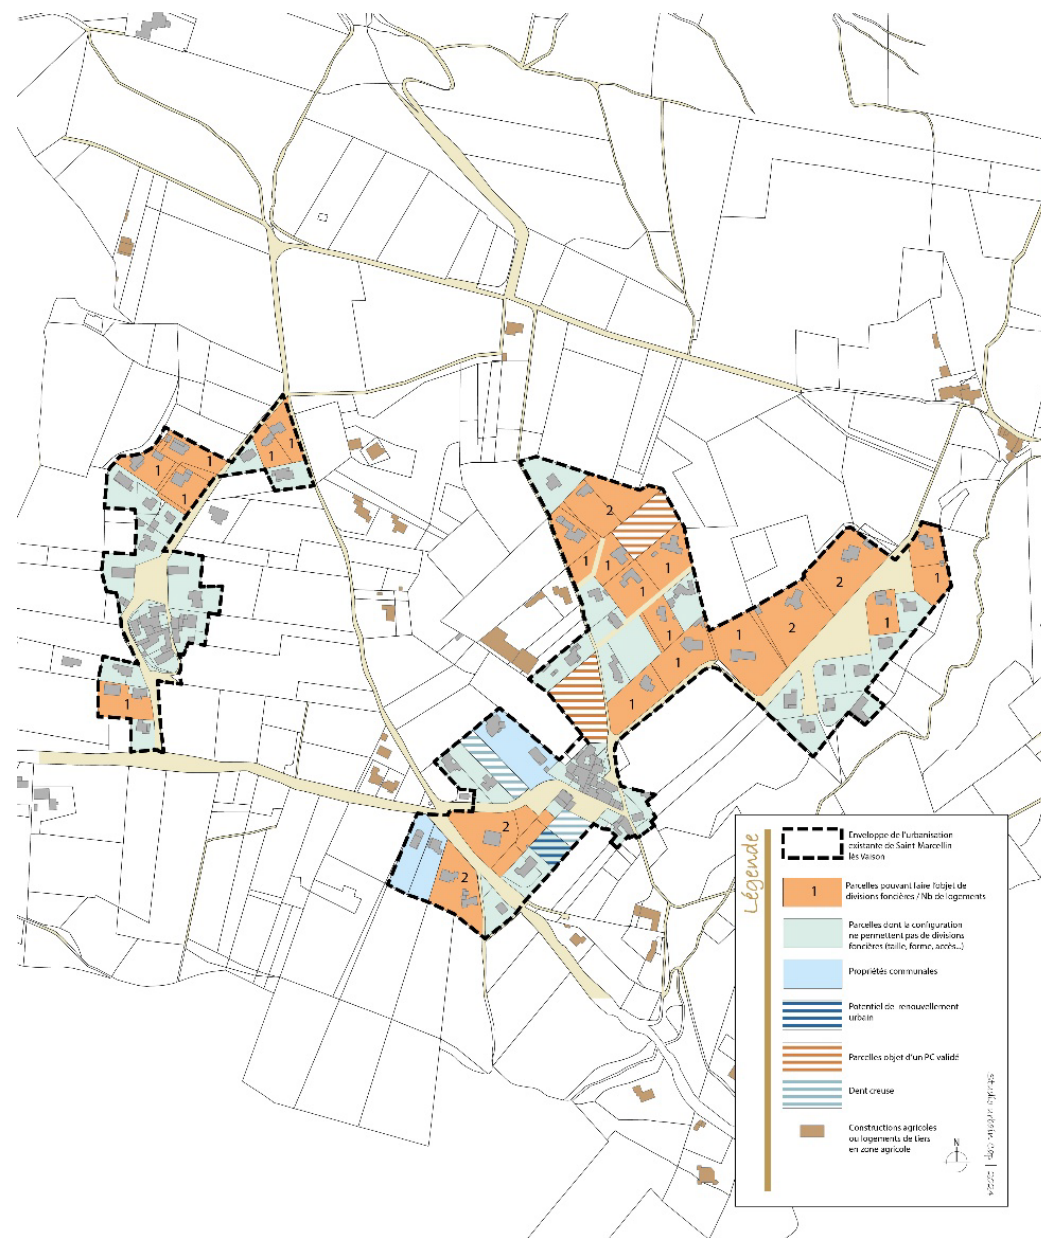 1
1
1
1
1
2
1
1
1
1
1
1
1
1
2
2
1
1
1
2
2
Légende
Enveloppe de l'urbanisation
existante de Saint Marcellin
lès Vaison
1
Parcelles pouvant faire l'objet de
divisions foncières / Nb de logements
Parcelles dont la configuration
ne permettent pas de divisions
foncières (taille, forme, accès...)
Propriétés communales
Potentiel de renouvellement
urbain
Parcelles objet d'un PC validé
Dent creuse
Constructions agricoles
ou logements de tiers
en zone agricole
N